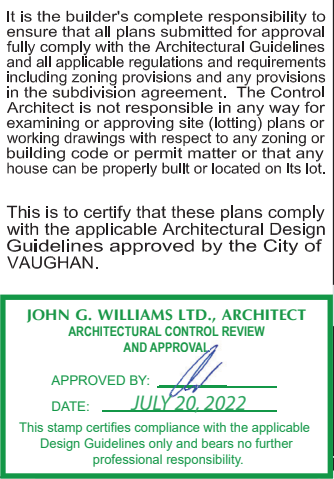 It is the builder's complete responsibility to
ensure that all plans submitted for approval
fully comply with the Architectural Guidelines
and all applicable regulations and requirements
including zoning provisions and any provisions
in the subdivision agreement. The Control
Architect is not responsible in any way for
examining or approving site (lotting) plans or
working drawings with respect to any zoning or
building code or permit matter or that any
house can be properly built or located on its lot.
This is to certify that these plans comply
with the applicable Architectural Design
Guidelines approved by the City of
VAUGHAN.
JOHN G. WILLIAMS LTD., ARCHITECT
ARCHITECTURAL CONTROL REVIEW
AND APPROVAL
APPROVED BY:
DATE: JULY 20, 2022
This stamp certifies compliance with the applicable
Design Guidelines only and bears no further
professional responsibility.